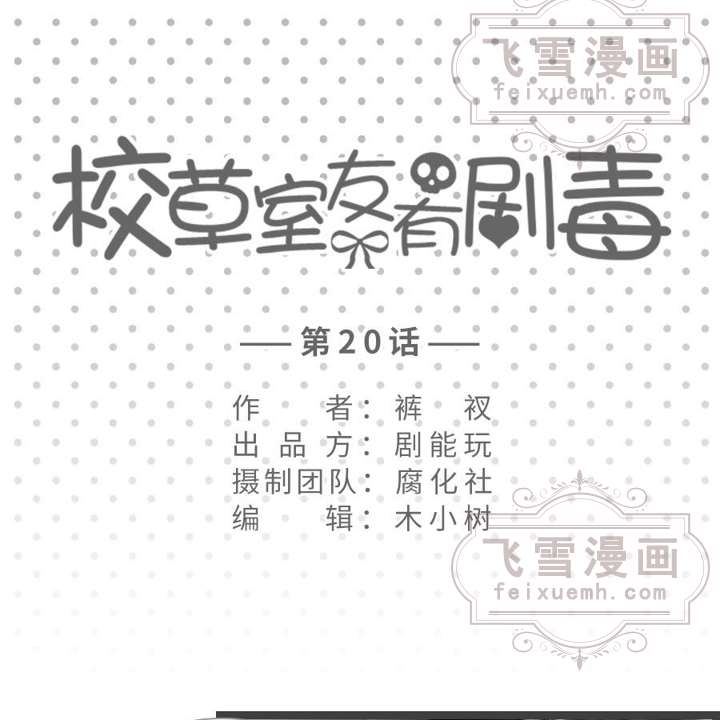 飞雪漫画
feixuemh.com
校草室友有剧毒
第20话
作者：裤衩
出品方：剧能玩
摄制团队：腐化社
编辑：木小树
飞雪漫画
feixuemh.com